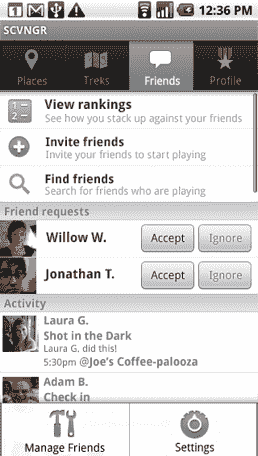 12:36 PM
SCVNGR
Places Treks Friends Profile
View rankings
See how you stack up against your friends
Invite friends
Invite your friends to start playing
Find friends
Search for friends who are playing
Friend requests
Willow W. Accept Ignore
Jonathan T. Accept Ignore
Activity
Laura G.
Shot in the Dark
Laura G. did this!
5:30pm @Joe's Coffee-palooza
Adam B.
Check in
Manage Friends Settings